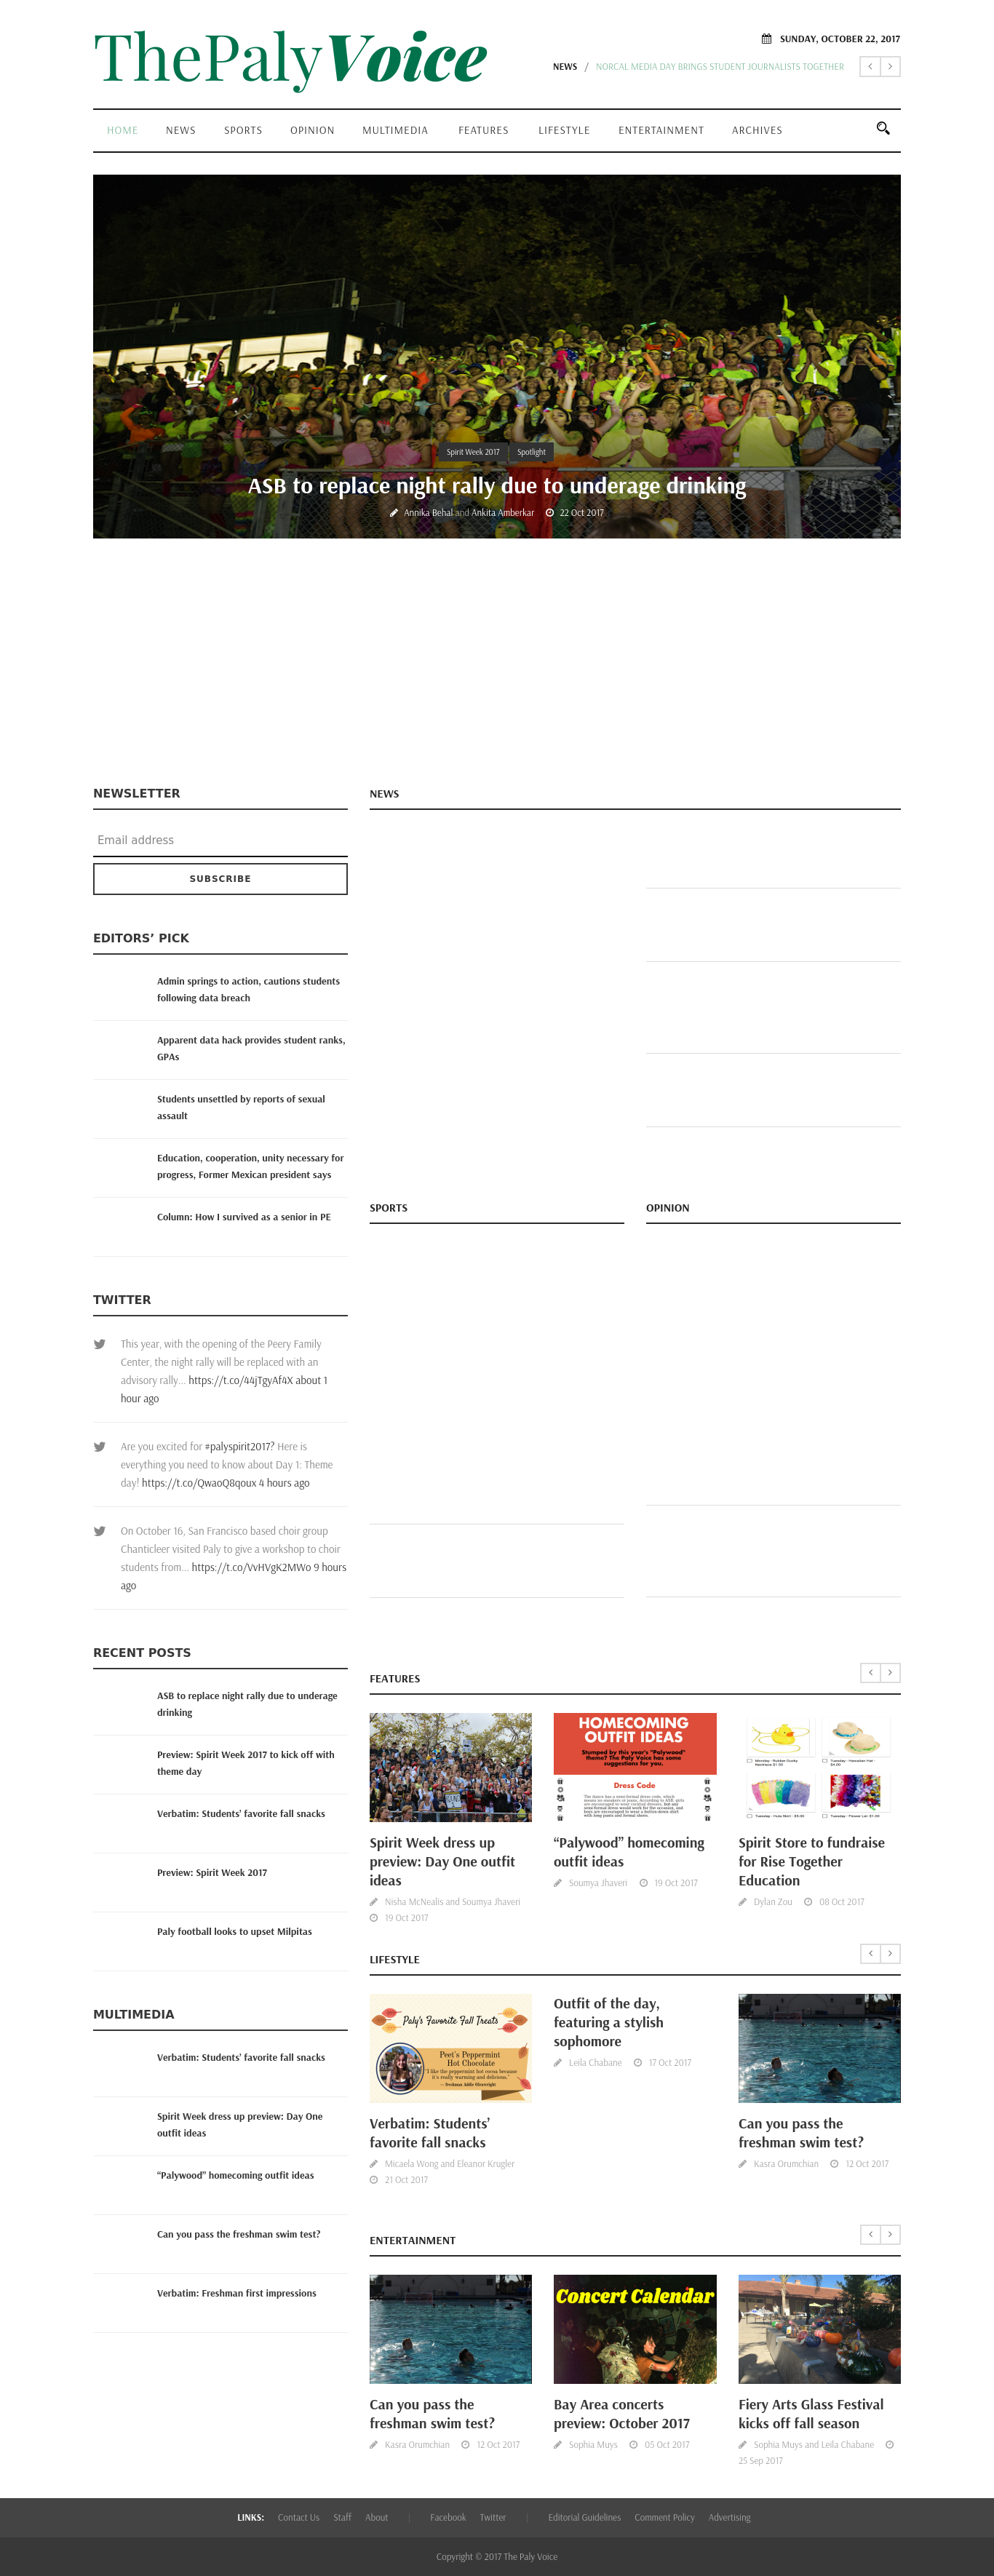 ThePalyVoice
SUNDAY, OCTOBER 22, 2017
NEWS / NORCAL MEDIA DAY BRINGS STUDENT JOURNALISTS TOGETHER
HOME NEWS SPORTS OPINION MULTIMEDIA FEATURES LIFESTYLE ENTERTAINMENT ARCHIVES
Spirit Week 2017 Spotlight
ASB to replace night rally due to underage drinking
Annika Behal and Ankita Amberkar 22 Oct 2017
NEWSLETTER
Email address
SUBSCRIBE
EDITORS’ PICK
Admin springs to action, cautions students
following data breach
Apparent data hack provides student ranks,
GPAs
Students unsettled by reports of sexual
assault
Education, cooperation, unity necessary for
progress, Former Mexican president says
Column: How I survived as a senior in PE
TWITTER
This year, with the opening of the Peery Family
Center, the night rally will be replaced with an
advisory rally... https://t.co/44jTgyAf4X about 1
hour ago
Are you excited for #palyspirit2017? Here is
everything you need to know about Day 1: Theme
day! https://t.co/QwaoQ8qoux 4 hours ago
On October 16, San Francisco based choir group
Chanticleer visited Paly to give a workshop to choir
students from... https://t.co/VvHVgK2MWo 9 hours
ago
RECENT POSTS
ASB to replace night rally due to underage
drinking
Preview: Spirit Week 2017 to kick off with
theme day
Verbatim: Students’ favorite fall snacks
Preview: Spirit Week 2017
Paly football looks to upset Milpitas
MULTIMEDIA
Verbatim: Students’ favorite fall snacks
Spirit Week dress up preview: Day One
outfit ideas
“Palywood” homecoming outfit ideas
Can you pass the freshman swim test?
Verbatim: Freshman first impressions
NEWS
SPORTS
OPINION
FEATURES
Spirit Week dress up
preview: Day One outfit
ideas
Nisha McNealis and Soumya Jhaveri
19 Oct 2017
HOMECOMING
OUTFIT IDEAS
Stumped by this year's "Palywood"
theme? The Paly Voice has some
suggestions for you.
Dress Code
“Palywood” homecoming
outfit ideas
Soumya Jhaveri 19 Oct 2017
Spirit Store to fundraise
for Rise Together
Education
Dylan Zou 08 Oct 2017
LIFESTYLE
Paly's Favorite Fall Treats
Peet's Peppermint
Hot Chocolate
"I like the peppermint hot cocoa because
it's really warming and delicious."
Verbatim: Students’
favorite fall snacks
Micaela Wong and Eleanor Krugler
21 Oct 2017
Outfit of the day,
featuring a stylish
sophomore
Leila Chabane 17 Oct 2017
Can you pass the
freshman swim test?
Kasra Orumchian 12 Oct 2017
ENTERTAINMENT
Can you pass the
freshman swim test?
Kasra Orumchian 12 Oct 2017
Concert Calendar
Bay Area concerts
preview: October 2017
Sophia Muys 05 Oct 2017
Fiery Arts Glass Festival
kicks off fall season
Sophia Muys and Leila Chabane
25 Sep 2017
LINKS: Contact Us Staff About Facebook Twitter Editorial Guidelines Comment Policy Advertising
Copyright © 2017 The Paly Voice